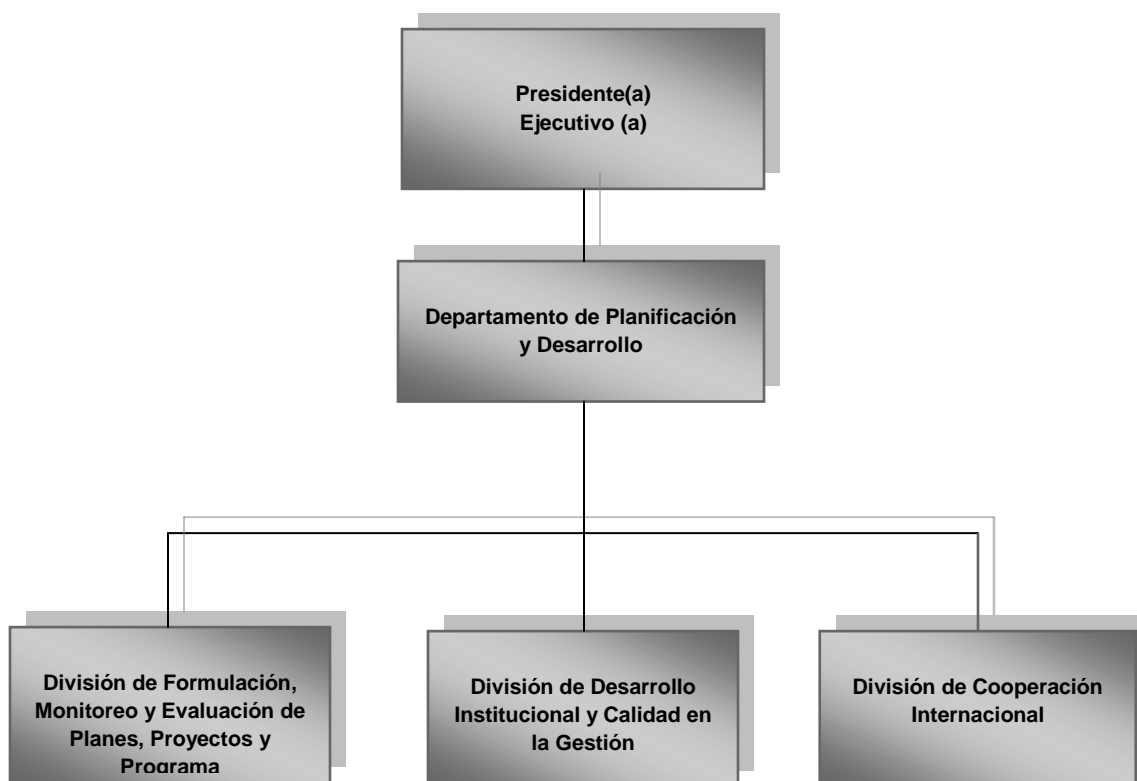 Presidente(a)
Ejecutivo (a)
Departamento de Planificación
y Desarrollo
División de Formulación,
Monitoreo y Evaluación de
Planes, Proyectos y
Programa
División de Desarrollo
Institucional y Calidad en
la Gestión
División de Cooperación
Internacional